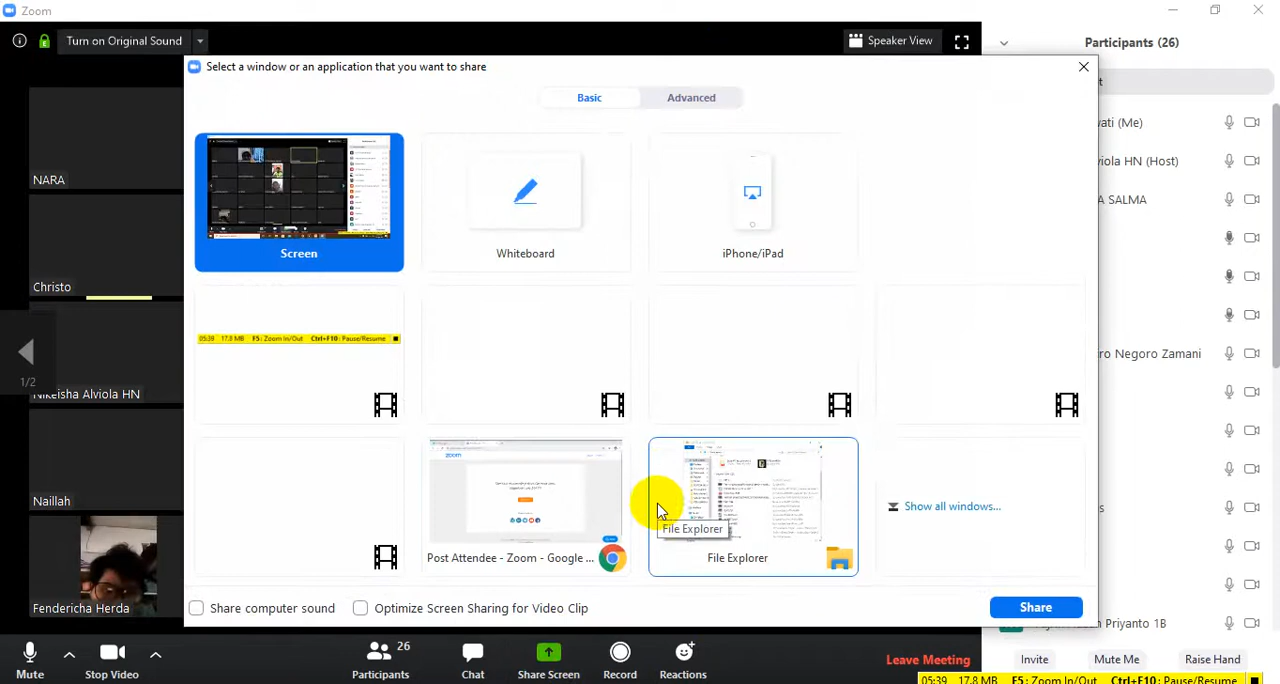 Zoom
Turn on Original Sound
Speaker View
Participants (26)
Select a window or an application that you want to share
Basic
Advanced
NARA
Christo
1/2
Nikeisha Alviola HN
Naillah
Fendericha Herda
Screen
Whiteboard
iPhone/iPad
05:39 17.8 MB F5: Zoom In/Out Ctrl+F10: Pause/Resume
zoom
Post Attendee - Zoom - Google ...
File Explorer
File Explorer
Show all windows...
Share computer sound
Optimize Screen Sharing for Video Clip
Share
(Me)
(Host)
SALMA
Negoro Zamani
Priyanto 1B
Mute
Stop Video
Participants
26
Chat
Share Screen
Record
Reactions
Leave Meeting
Invite
Mute Me
Raise Hand
05:39 17.8 MB F5: Zoom In/Out Ctrl+F10: Pause/Resume